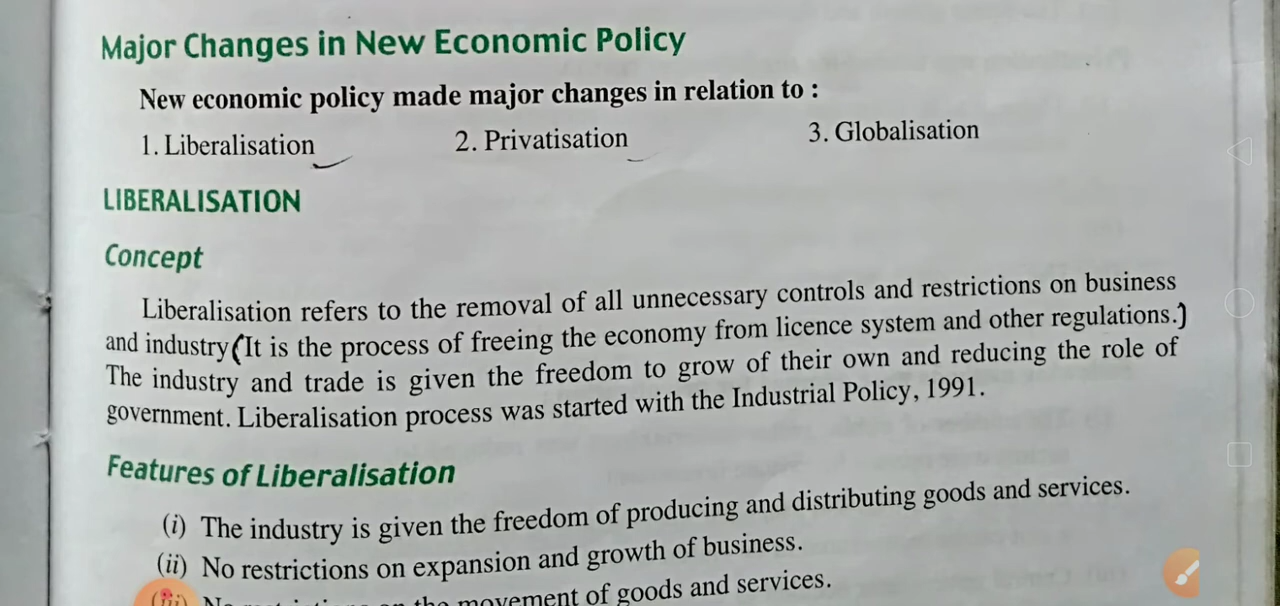 Major Changes in New Economic Policy
New economic policy made major changes in relation to :
1. Liberalisation 2. Privatisation 3. Globalisation
LIBERALISATION
Concept
Liberalisation refers to the removal of all unnecessary controls and restrictions on business
and industry (It is the process of freeing the economy from licence system and other regulations.)
The industry and trade is given the freedom to grow of their own and reducing the role of
government. Liberalisation process was started with the Industrial Policy, 1991.
Features of Liberalisation
(i) The industry is given the freedom of producing and distributing goods and services.
(ii) No restrictions on expansion and growth of business.
(iii) No restrictions on the movement of goods and services.